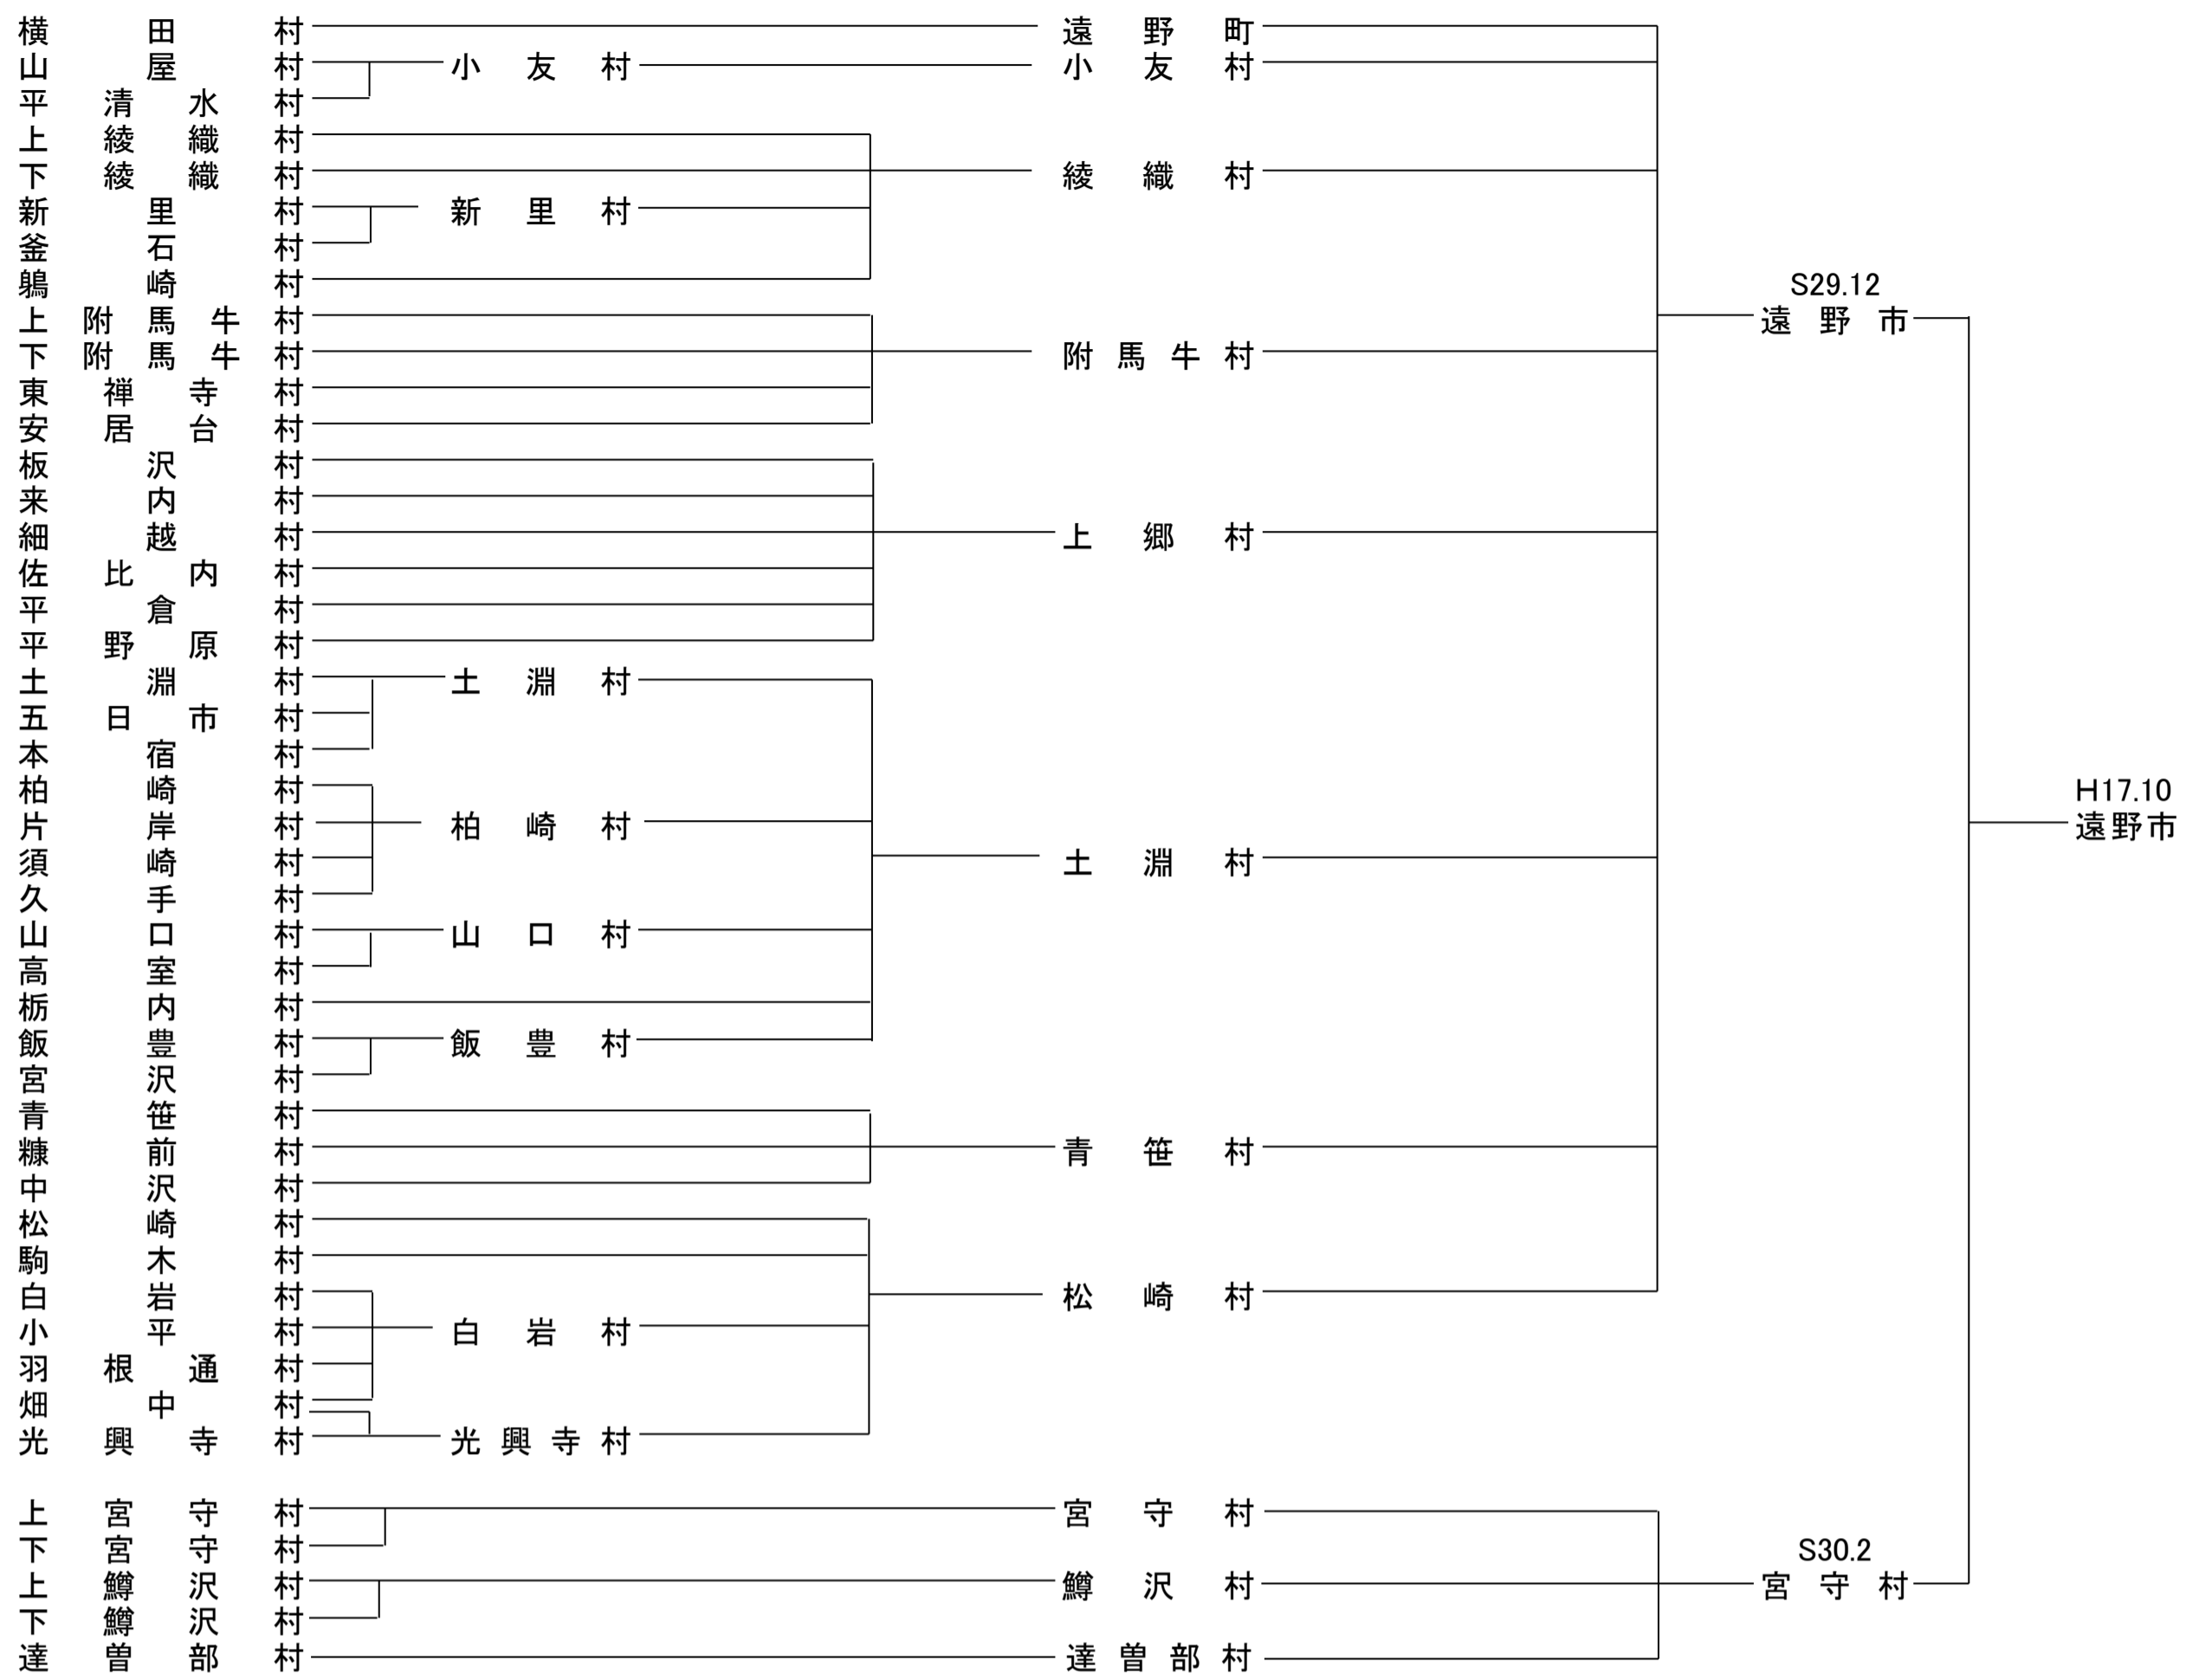 横田村 遠野町
山屋村 小友村 小友村
平清水村
上綾織村
下綾織村 綾織村
新里村 新里村
釜石村
鵢崎村
S29.12
上附馬牛村 遠野市
下附馬牛村 附馬牛村
東禅寺村
安居台村
板沢村
来内村
細越村 上郷村
佐比内村
平倉村
平野原村
土淵村 土淵村
五日市村
本宿村
柏崎村 H17.10
片岸村 柏崎村 遠野市
須崎村 土淵村
久手村
山口村 山口村
高室村
栃内村
飯豊村 飯豊村
宮沢村
青笹村
糠前村 青笹村
中沢村
松崎村
駒木村
白岩村 松崎村
小平村 白岩村
羽根通村
畑中村
光興寺村 光興寺村
上宮守村 宮守村
下宮守村 S30.2
上鱒沢村 鱒沢村 宮守村
下鱒沢村
達曽部村 達曽部村